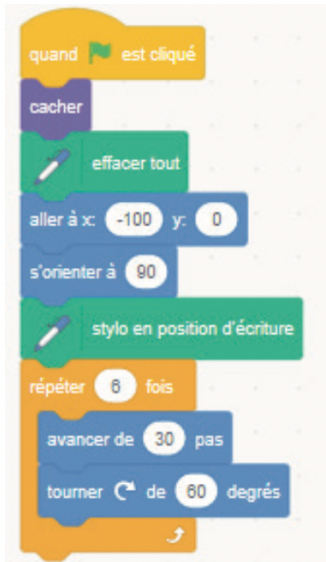 quand est cliqué
cacher
effacer tout
aller à x: -100 y: 0
s'orienter à 90
stylo en position d'écriture
répéter 6 fois
avancer de 30 pas
tourner de 60 degrés